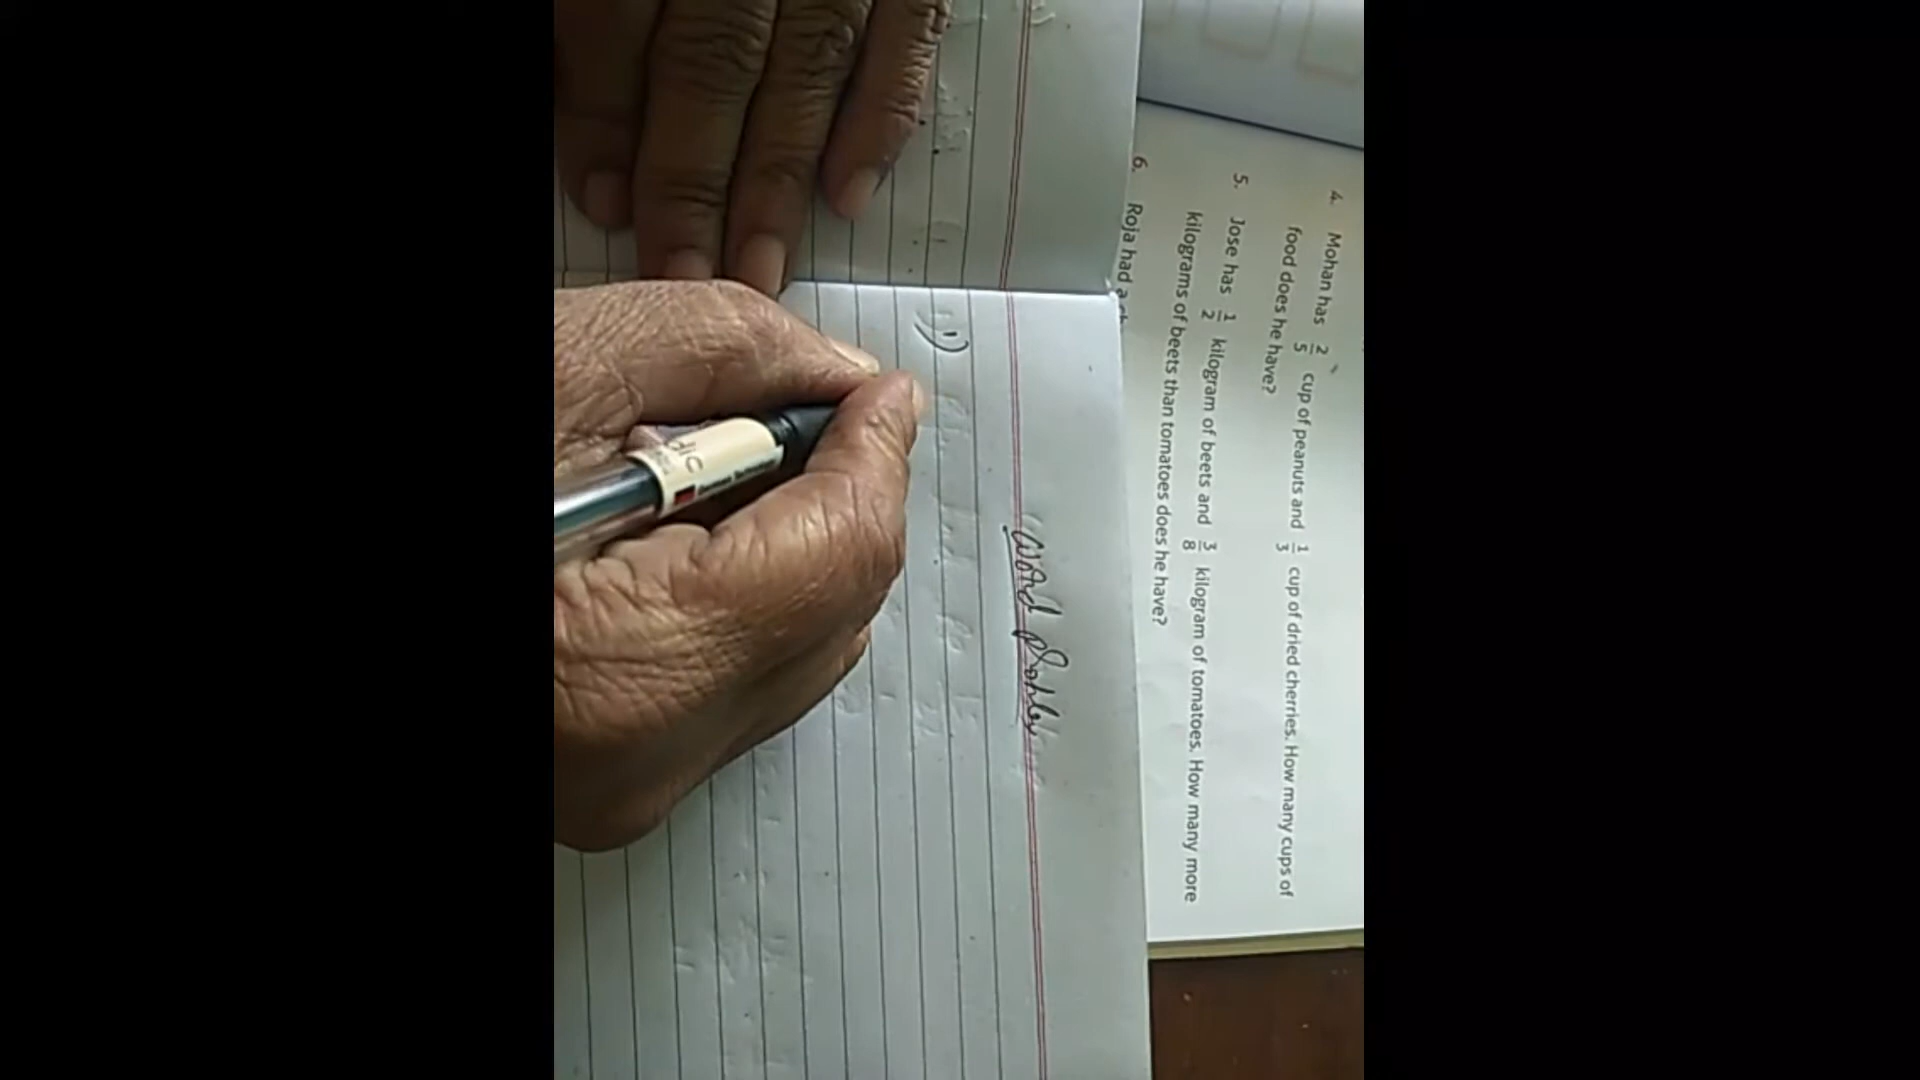 4. Mohan has 2/5 cup of peanuts and 1/3 cup of dried cherries. How many cups of
food does he have?
5. Jose has 1/2 kilogram of beets and 3/8 kilogram of tomatoes. How many more
kilograms of beets than tomatoes does he have?
6. Roja had a
Word Proble
1)